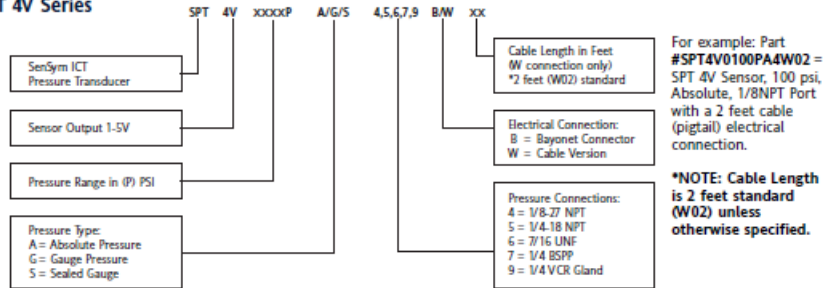 4V Series
SPT 4V XXXXP A/G/S 4,5,6,7,9 B/W XX
SenSym ICT
Pressure Transducer
Sensor Output 1-5V
Pressure Range in (P) PSI
Pressure Type:
A = Absolute Pressure
G = Gauge Pressure
S = Sealed Gauge
Cable Length in Feet
(W connection only)
*2 feet (W02) standard
Electrical Connection:
B = Bayonet Connector
W = Cable Version
Pressure Connections:
4 = 1/8-27 NPT
5 = 1/4-18 NPT
6 = 7/16 UNF
7 = 1/4 BSPP
9 = 1/4 VCR Gland
For example: Part
#SPT4V0100PA4W02 =
SPT 4V Sensor, 100 psi,
Absolute, 1/8NPT Port
with a 2 feet cable
(pigtail) electrical
connection.
*NOTE: Cable Length
is 2 feet standard
(W02) unless
otherwise specified.